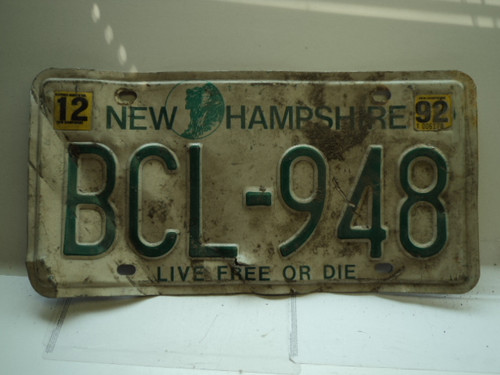 12 NEW HAMPSHIRE 92
BCL-948
LIVE FREE OR DIE